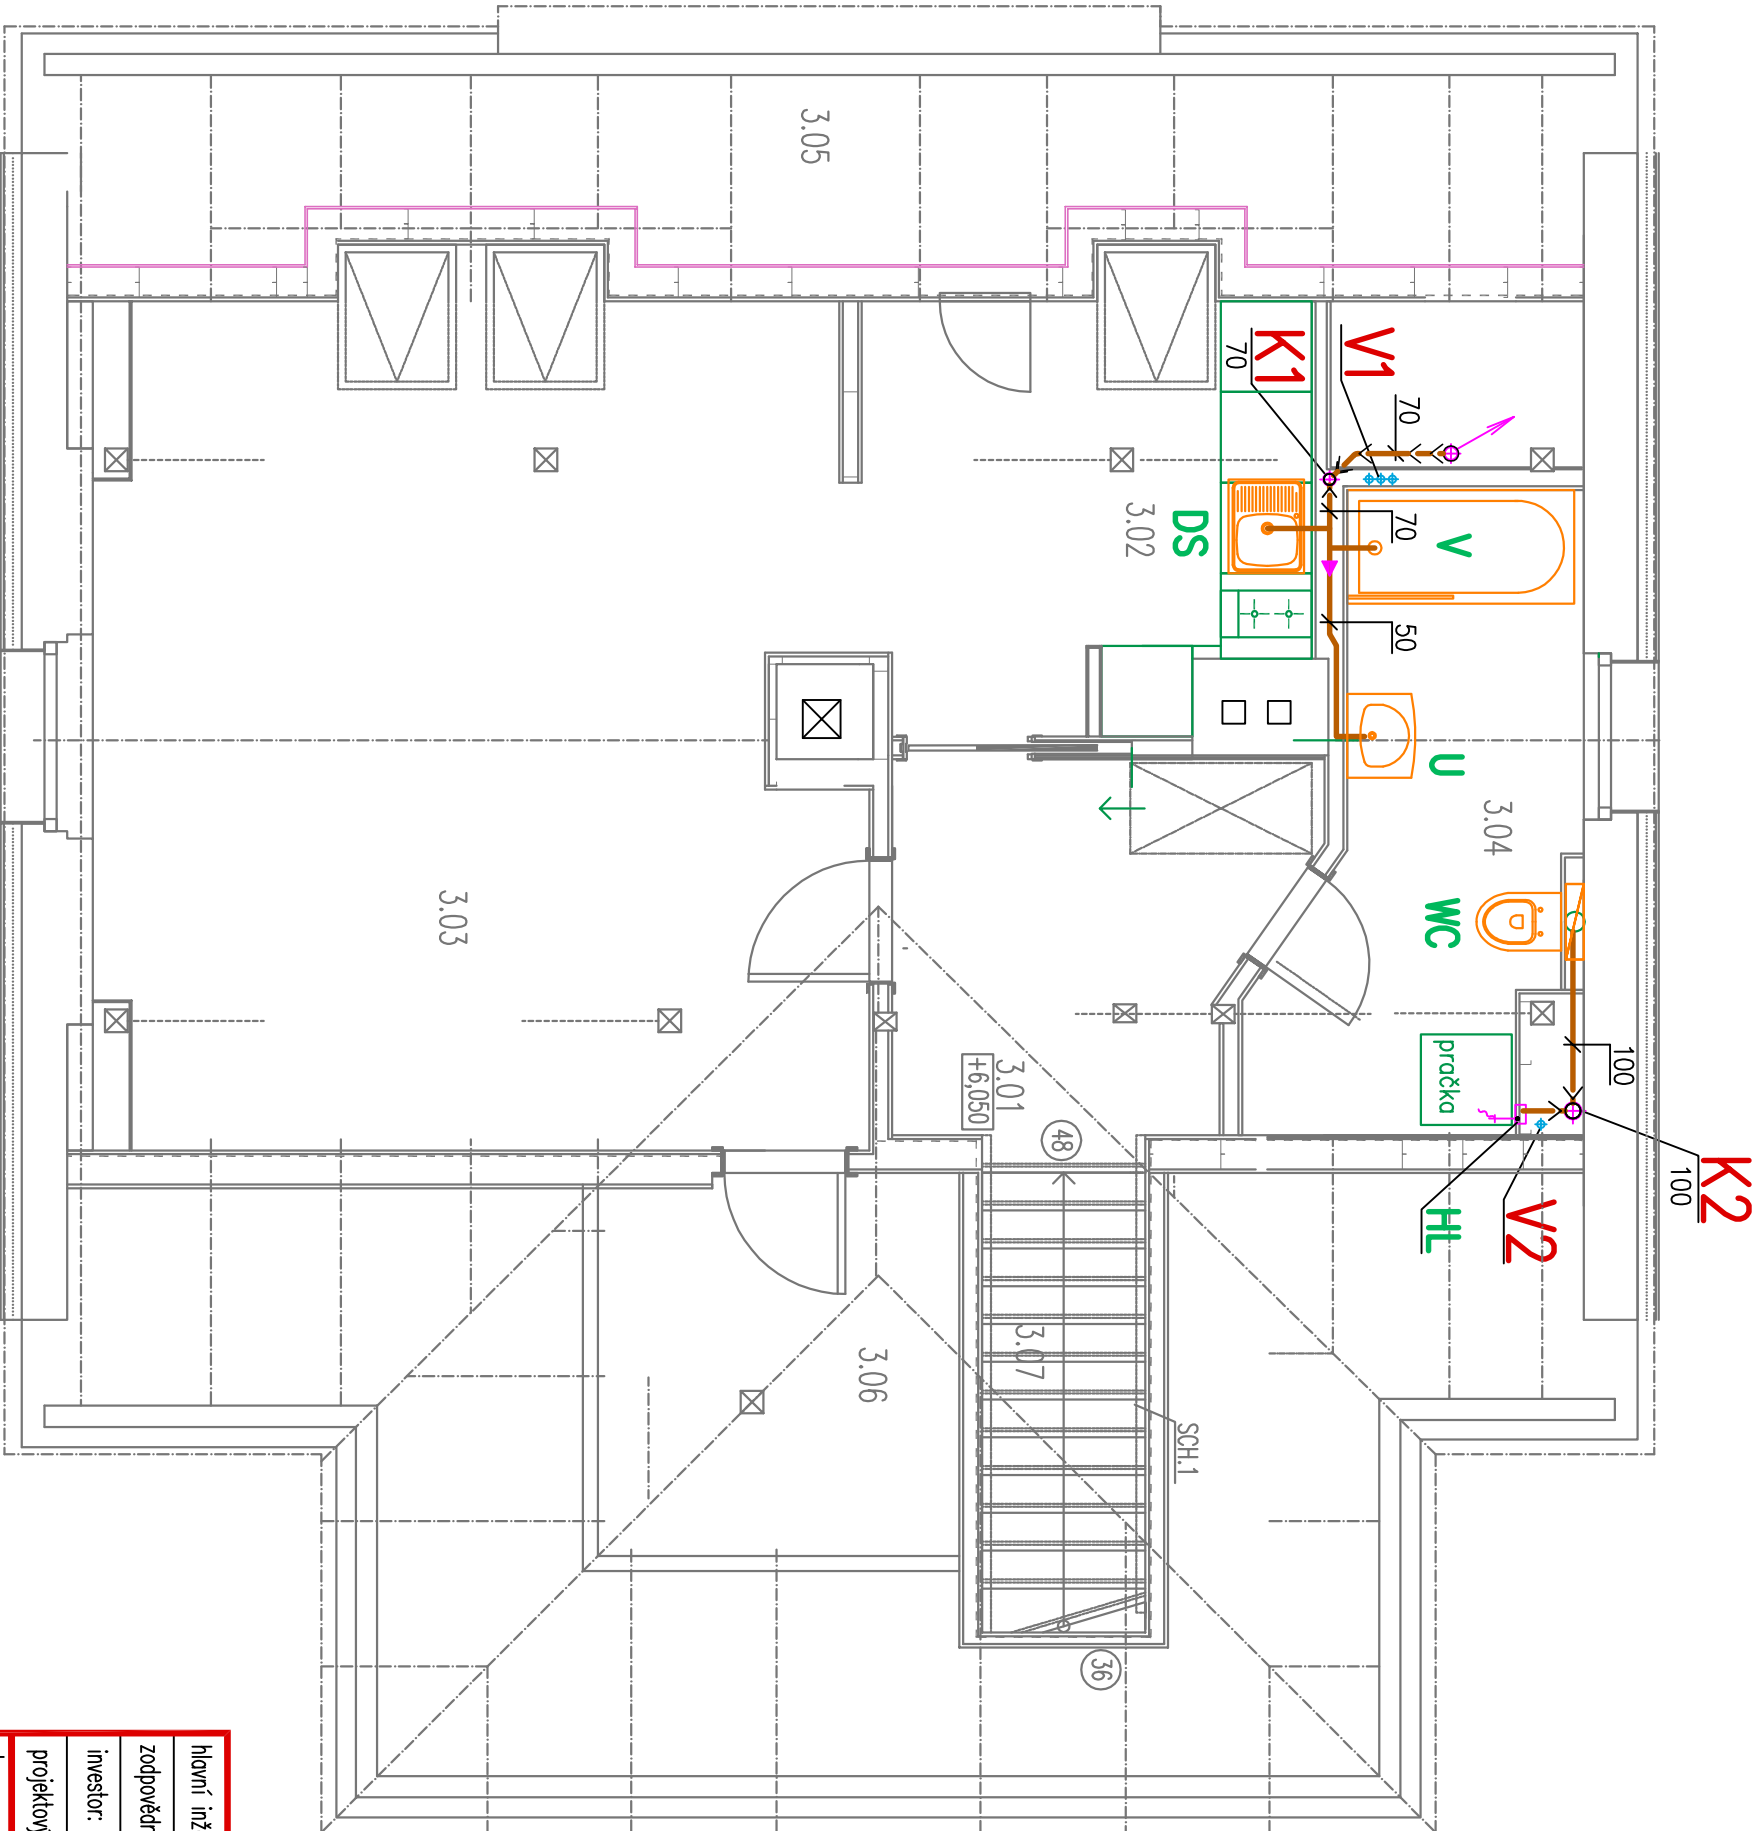 K2
100
100
V2
HL
pračka
WC
3.04
U
V
V1
70
70
50
K1
70
DS
3.02
3.05
3.01
+6,050
48
SCH.1
3.07
36
3.06
3.03
hlavní inž
zodpovědn
investor:
projektový